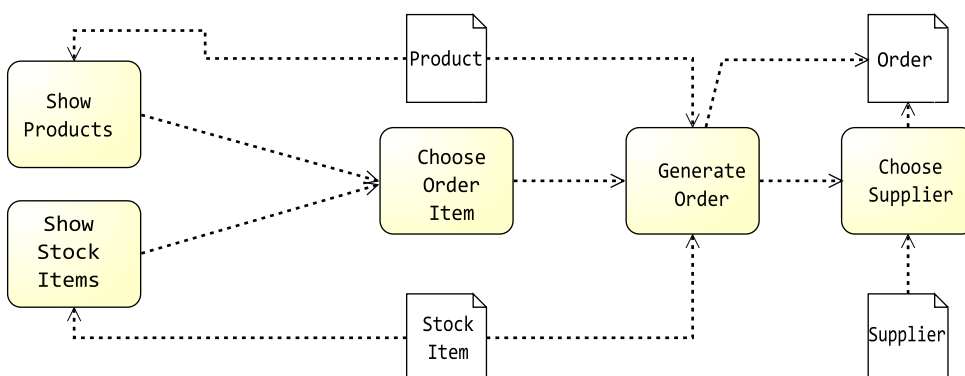 Product
Order
Show
Products
Choose
Order
Item
Generate
Order
Choose
Supplier
Show
Stock
Items
Stock
Item
Supplier